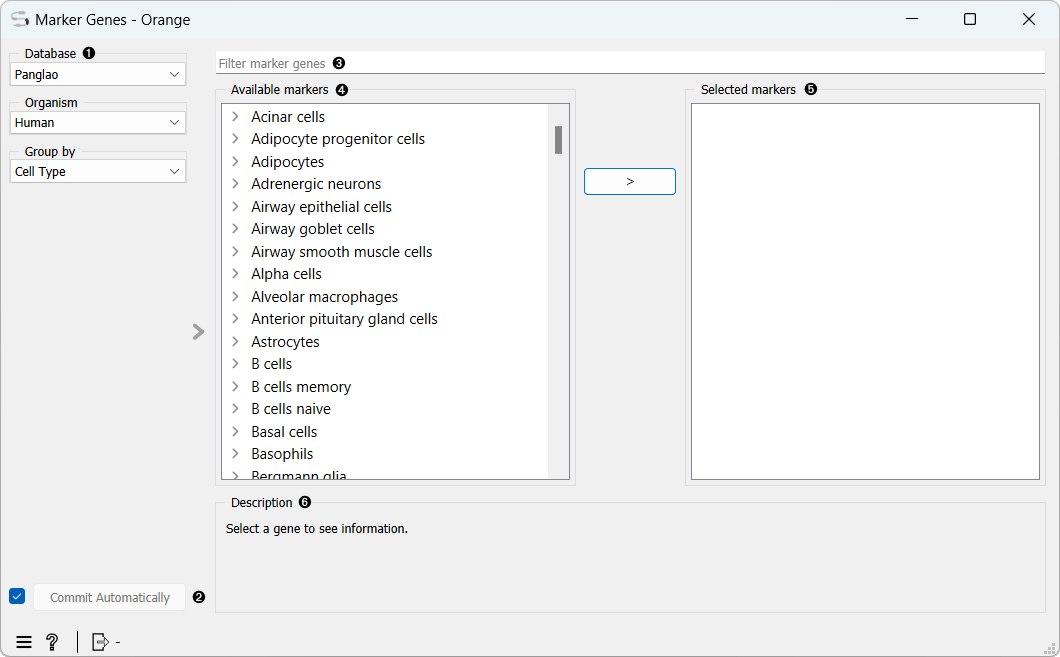 Marker Genes - Orange
Database ❶
Panglao
Organism
Human
Group by
Cell Type
Commit Automatically ❷
Filter marker genes ❸
Available markers ❹
Acinar cells
Adipocyte progenitor cells
Adipocytes
Adrenergic neurons
Airway epithelial cells
Airway goblet cells
Airway smooth muscle cells
Alpha cells
Alveolar macrophages
Anterior pituitary gland cells
Astrocytes
B cells
B cells memory
B cells naive
Basal cells
Basophils
Bergmann glia
>
Selected markers ❺
Description ❻
Select a gene to see information.
? | -